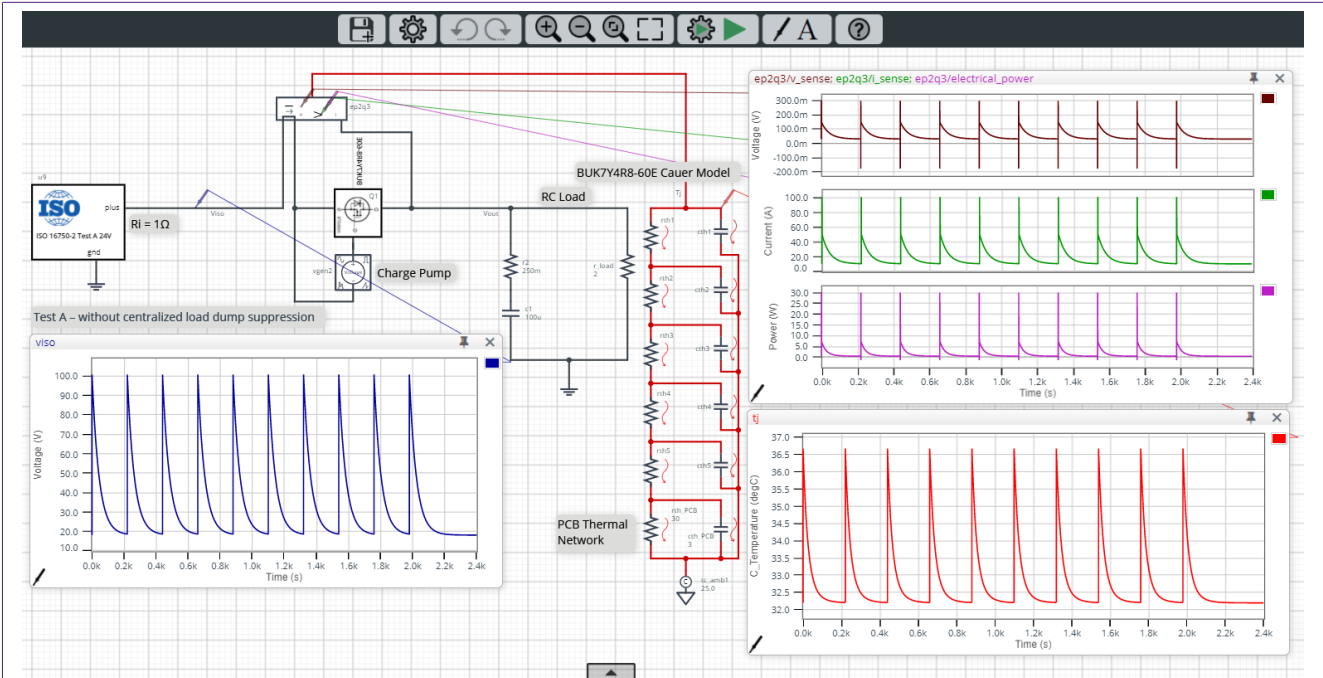 A
ep2q3
u9
ISO
plus
ISO 16750-2 Test A 24V
gnd
Ri = 1Ω
Viso
Q1
vgen2
Voltage
Charge Pump
Vout
RC Load
r2
250m
c1
100u
r_load
2
BUK7Y4R8-60E Cauer Model
Tj
rth1
cth1
rth2
cth2
rth3
cth3
rth4
cth4
rth5
cth5
rth_PCB
30
cth_PCB
3
PCB Thermal
Network
tc_amb1
25.0
Test A – without centralized load dump suppression
viso
Voltage (V)
100.0
90.0
80.0
70.0
60.0
50.0
40.0
30.0
20.0
10.0
0.0k 0.2k 0.4k 0.6k 0.8k 1.0k 1.2k 1.4k 1.6k 1.8k 2.0k 2.2k 2.4k
Time (s)
ep2q3/v_sense; ep2q3/i_sense; ep2q3/electrical_power
Voltage (V)
300.0m
200.0m
100.0m
0.0m
-100.0m
-200.0m
Current (A)
100.0
80.0
60.0
40.0
20.0
0.0
Power (W)
30.0
25.0
20.0
15.0
10.0
5.0
0.0
0.0k 0.2k 0.4k 0.6k 0.8k 1.0k 1.2k 1.4k 1.6k 1.8k 2.0k 2.2k 2.4k
Time (s)
tj
C_Temperature (degC)
37.0
36.5
36.0
35.5
35.0
34.5
34.0
33.5
33.0
32.5
32.0
0.0k 0.2k 0.4k 0.6k 0.8k 1.0k 1.2k 1.4k 1.6k 1.8k 2.0k 2.2k 2.4k
Time (s)